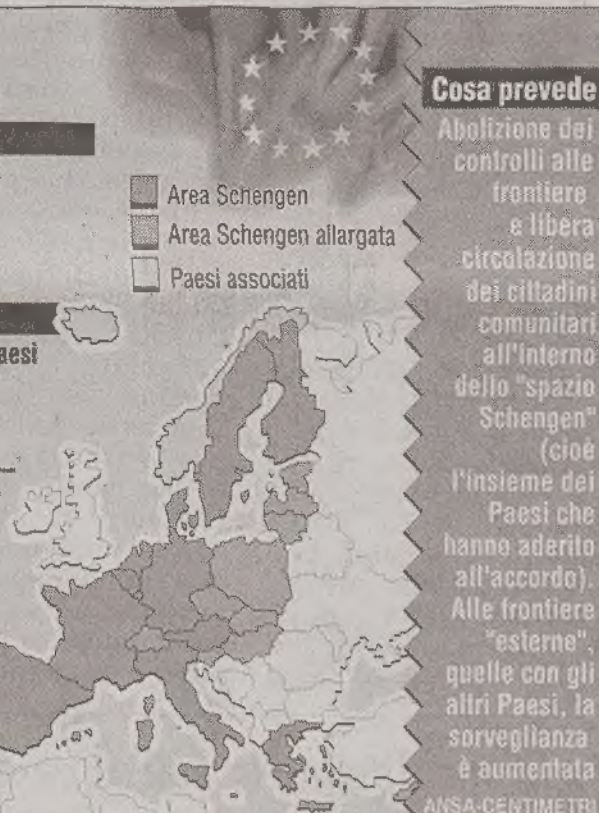 Area Schengen
Area Schengen allargata
Paesi associati
aesi
Cosa prevede
Abolizione dei
controlli alle
frontiere
e libera
circolazione
dei cittadini
comunitari
all'interno
dello "spazio
Schengen"
(cioè
l'insieme dei
Paesi che
hanno aderito
all'accordo).
Alle frontiere
"esterne",
quelle con gli
altri Paesi, la
sorveglianza
è aumentata
ANSA-CENTIMETRI